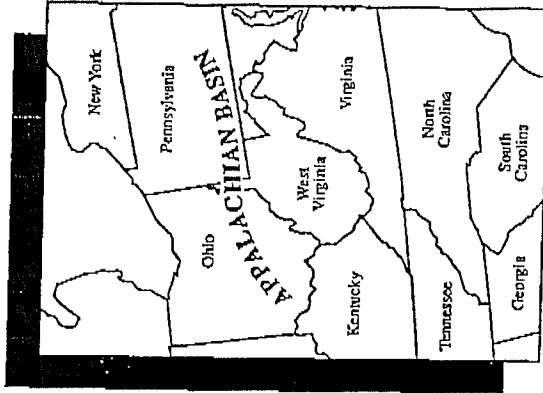 New York
Pennsylvania
Ohio
APPALACHIAN BASIN
West
Virginia
Virginia
Kentucky
North
Carolina
Tennessee
South
Carolina
Georgia